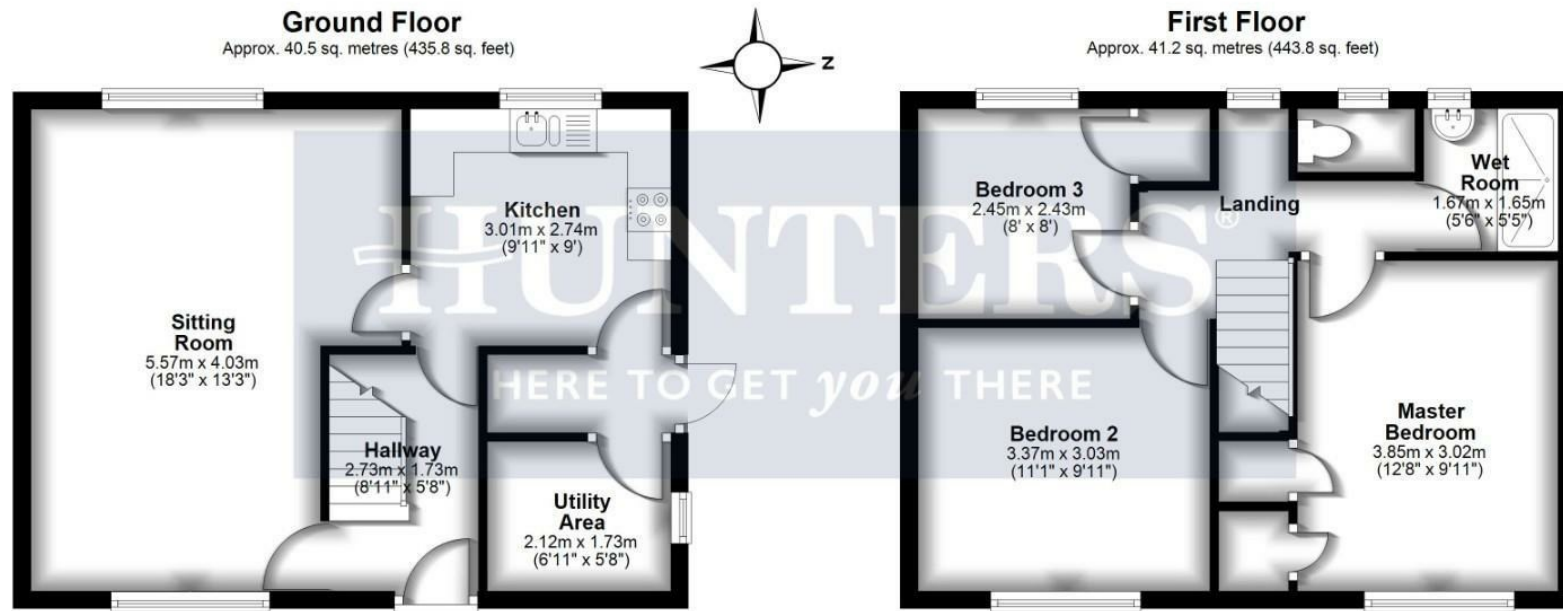 Ground Floor
Approx. 40.5 sq. metres (435.8 sq. feet)
Z
First Floor
Approx. 41.2 sq. metres (443.8 sq. feet)
Kitchen
3.01m x 2.74m
(9'11" x 9')
Sitting
Room
5.57m x 4.03m
(18'3" x 13'3")
Hallway
2.73m x 1.73m
(8'11" x 5'8")
Utility
Area
2.12m x 1.73m
(6'11" x 5'8")
HUNTERS®
HERE TO GET you THERE
Bedroom 3
2.45m x 2.43m
(8' x 8')
Landing
Wet
Room
1.67m x 1.65m
(5'6" x 5'5")
Bedroom 2
3.37m x 3.03m
(11'1" x 9'11")
Master
Bedroom
3.85m x 3.02m
(12'8" x 9'11")